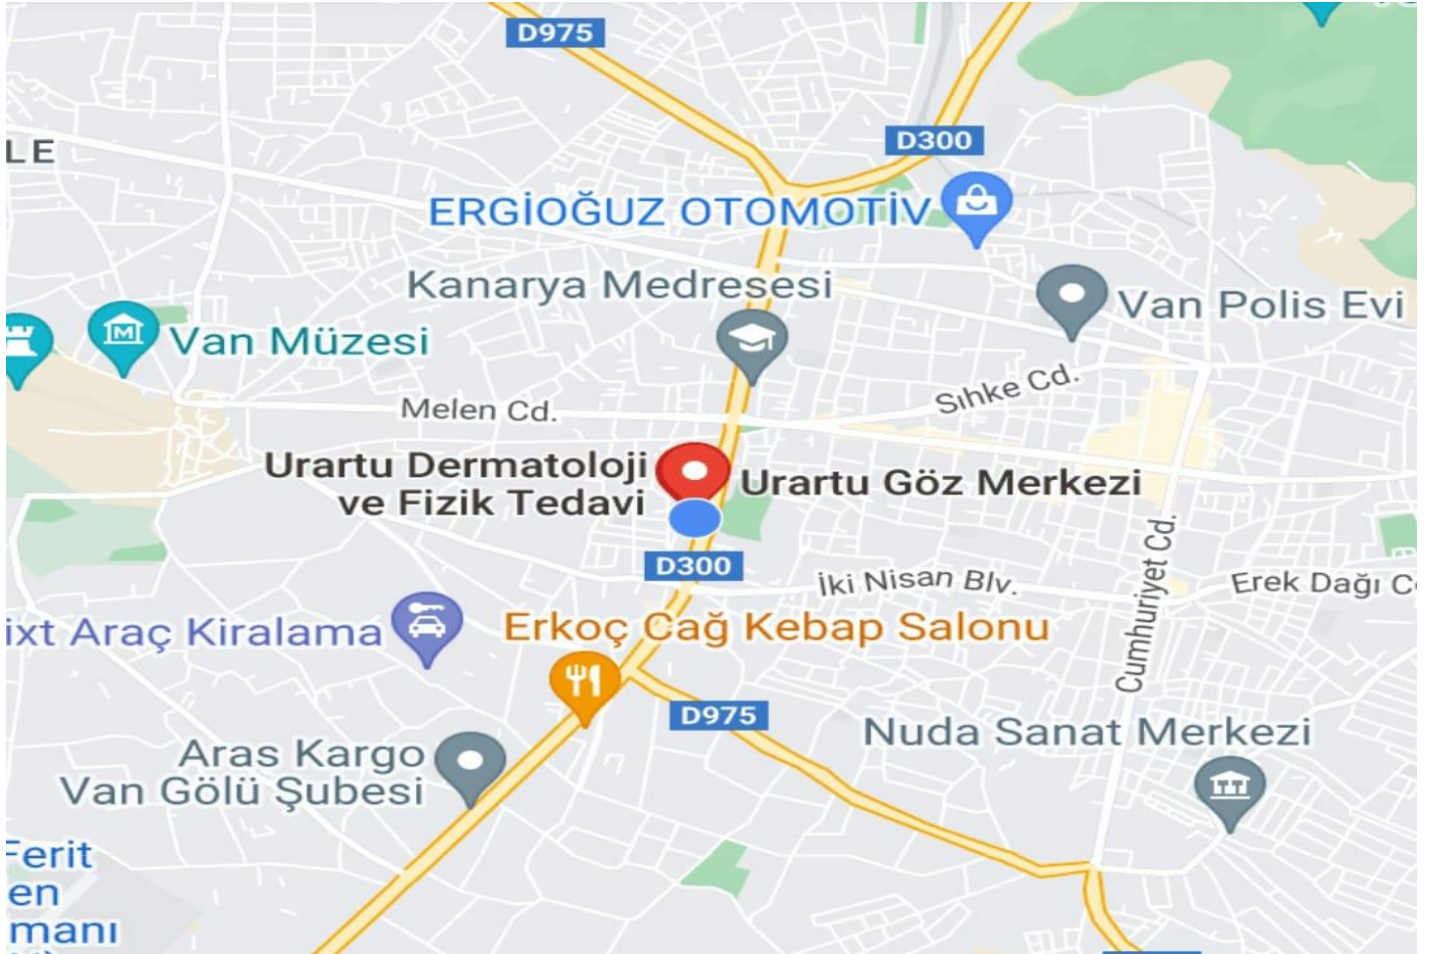 D975
D300
LE
ERGİOĞUZ OTOMOTİV
Kanarya Medresesi
Van Polis Evi
Van Müzesi
Sıhke Cd.
Melen Cd.
Urartu Dermatoloji
ve Fizik Tedavi
Urartu Göz Merkezi
D300
İki Nisan Blv.
Erek Dağı C
Cumhuriyet Cd.
ixt Araç Kiralama
Erkoç Cağ Kebap Salonu
D975
Nuda Sanat Merkezi
Aras Kargo
Van Gölü Şubesi
Ferit
en
manı